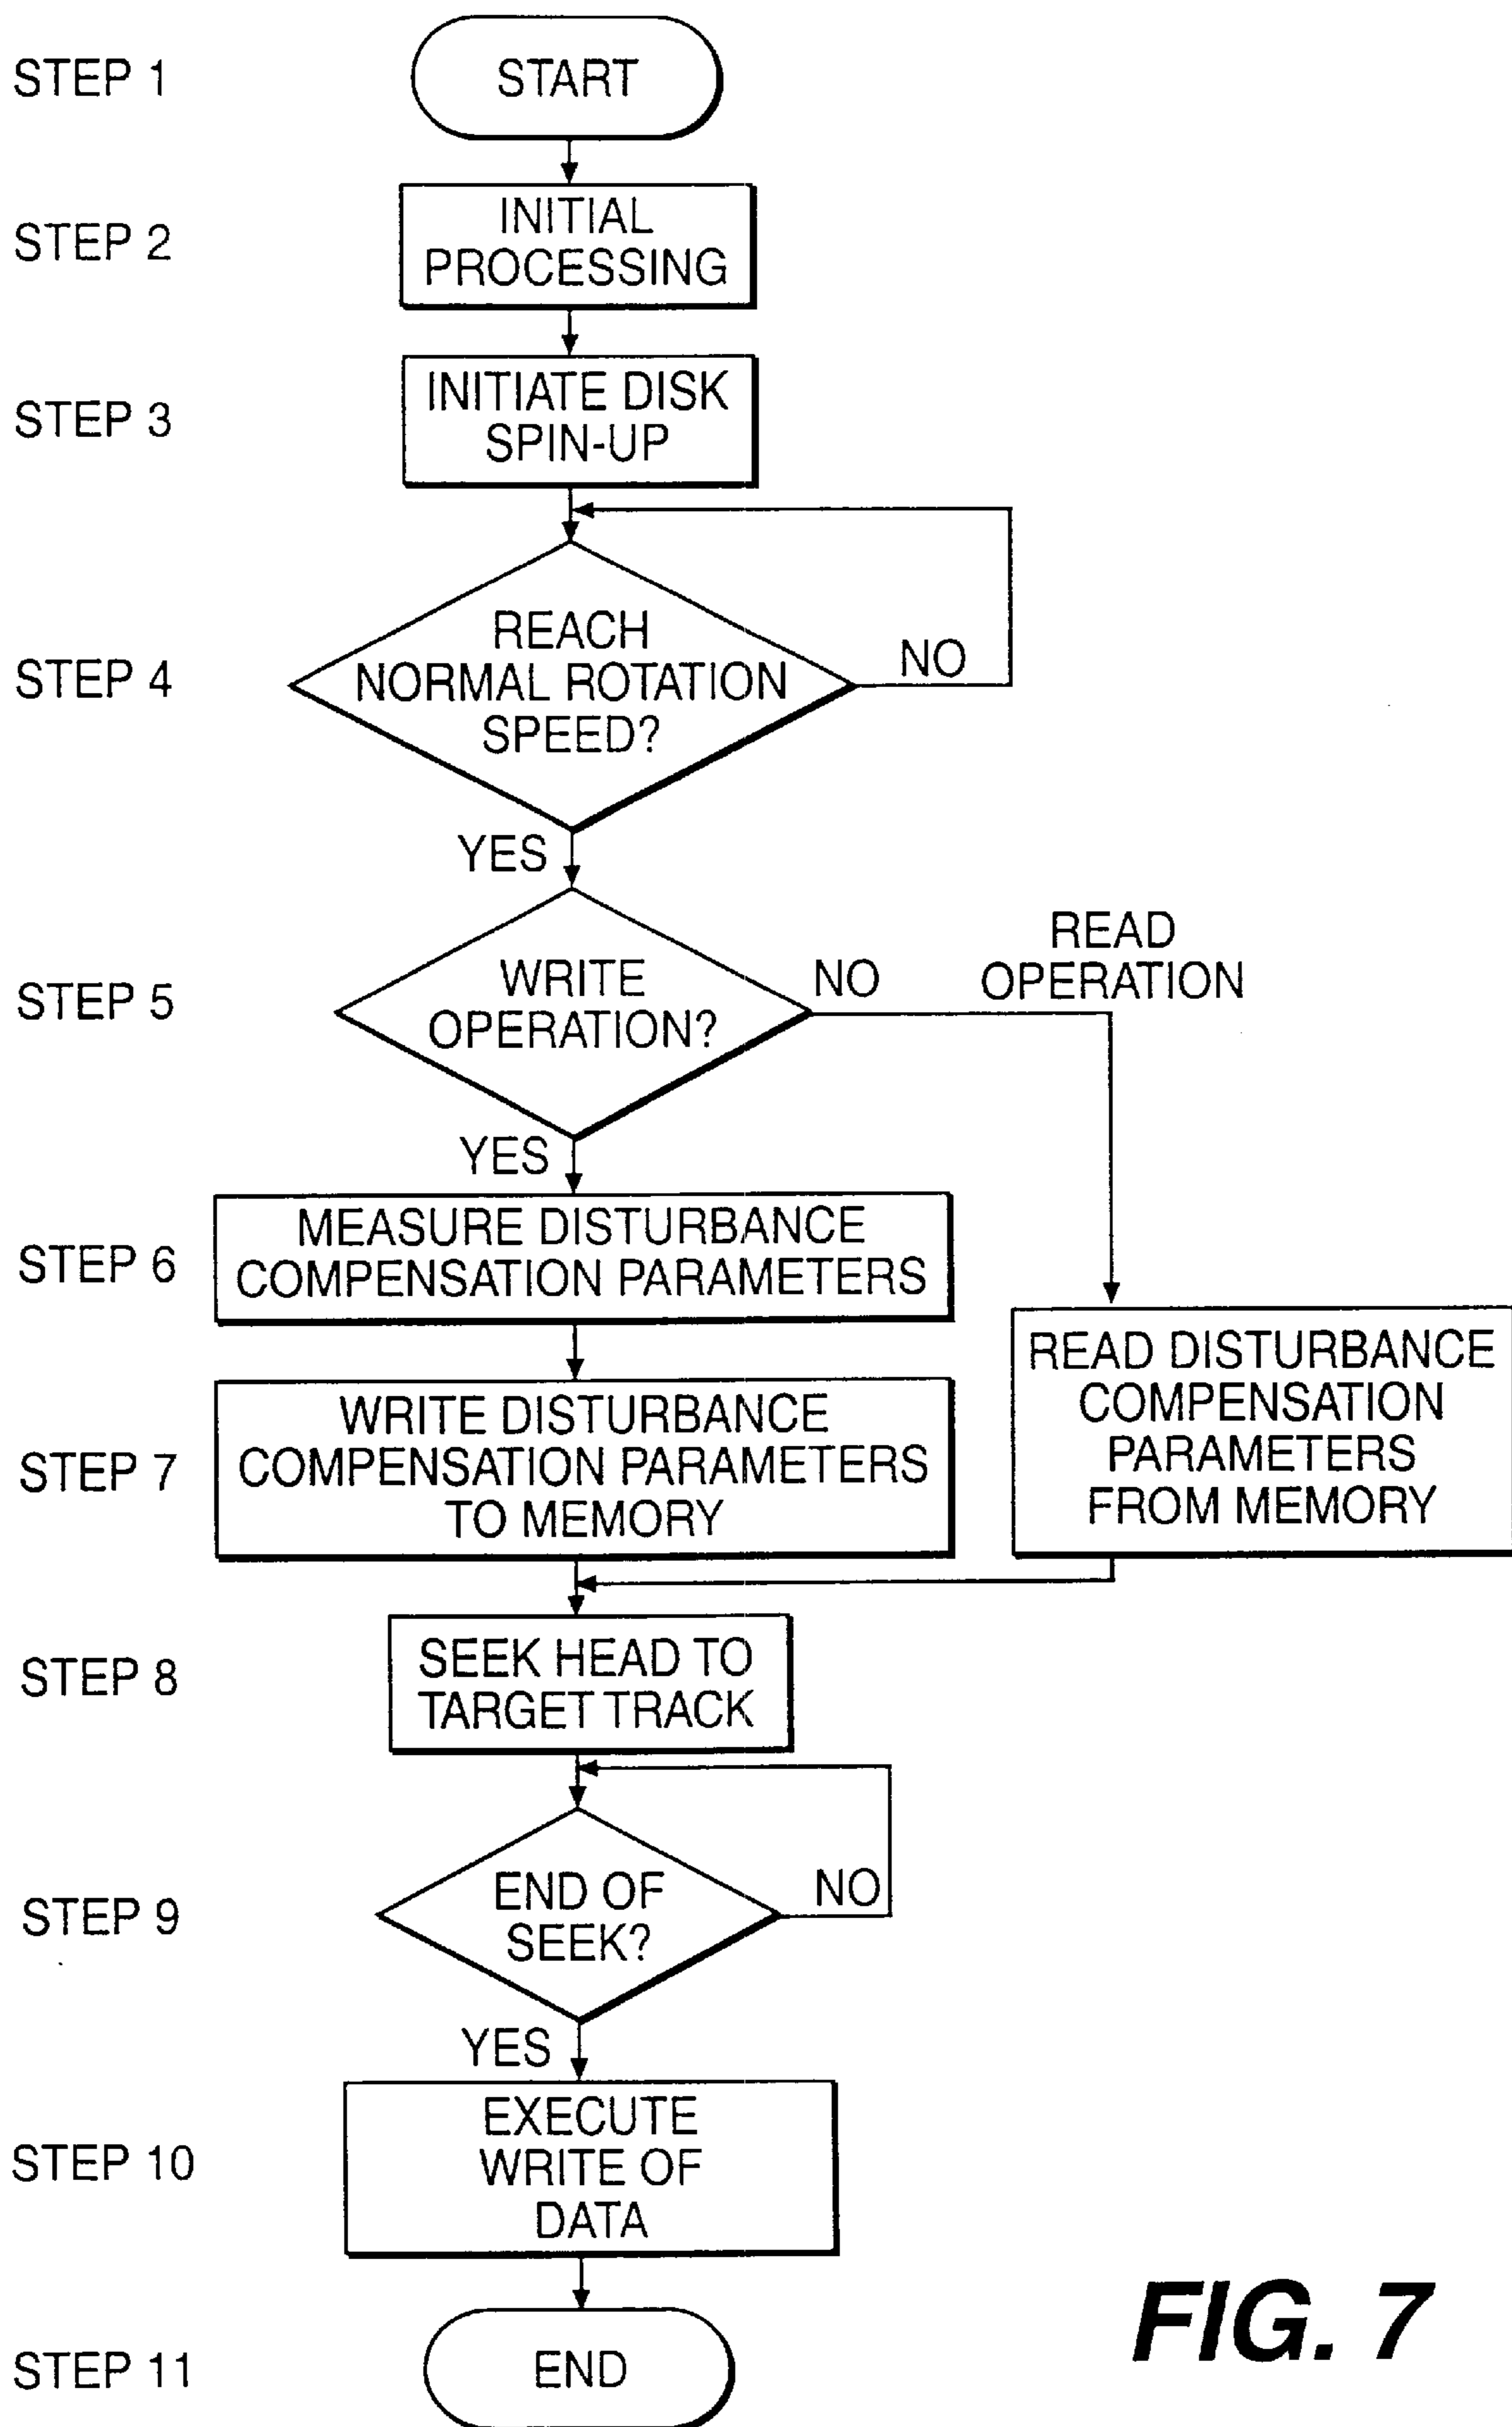 STEP 1
START
STEP 2
INITIAL
PROCESSING
STEP 3
INITIATE DISK
SPIN-UP
STEP 4
REACH
NORMAL ROTATION
SPEED?
NO
YES
STEP 5
WRITE
OPERATION?
NO
READ
OPERATION
YES
STEP 6
MEASURE DISTURBANCE
COMPENSATION PARAMETERS
STEP 7
WRITE DISTURBANCE
COMPENSATION PARAMETERS
TO MEMORY
READ DISTURBANCE
COMPENSATION
PARAMETERS
FROM MEMORY
STEP 8
SEEK HEAD TO
TARGET TRACK
STEP 9
END OF
SEEK?
NO
YES
STEP 10
EXECUTE
WRITE OF
DATA
STEP 11
END
FIG. 7